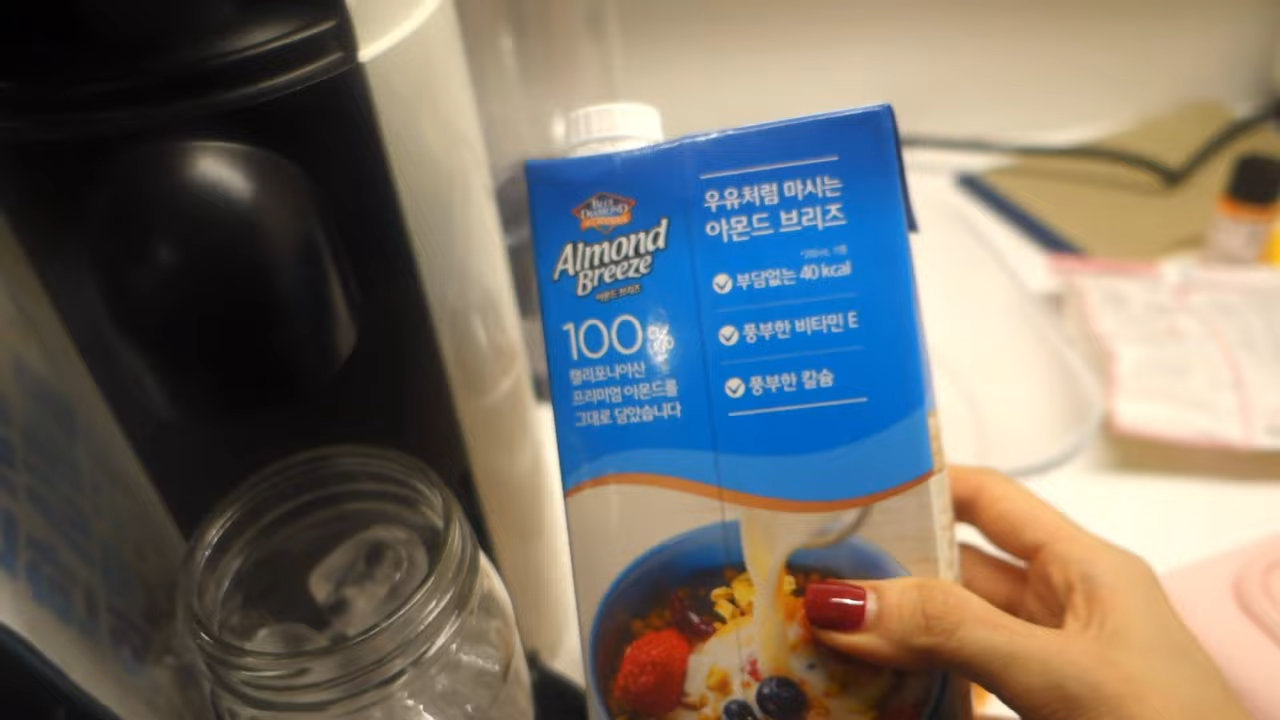 BLUE
DIAMOND
Almond
Breeze
아몬드 브리즈
100%
캘리포니아산
프리미엄 아몬드를
그대로 담았습니다
우유처럼 마시는
아몬드 브리즈
부담없는 40 kcal
풍부한 비타민 E
풍부한 칼슘